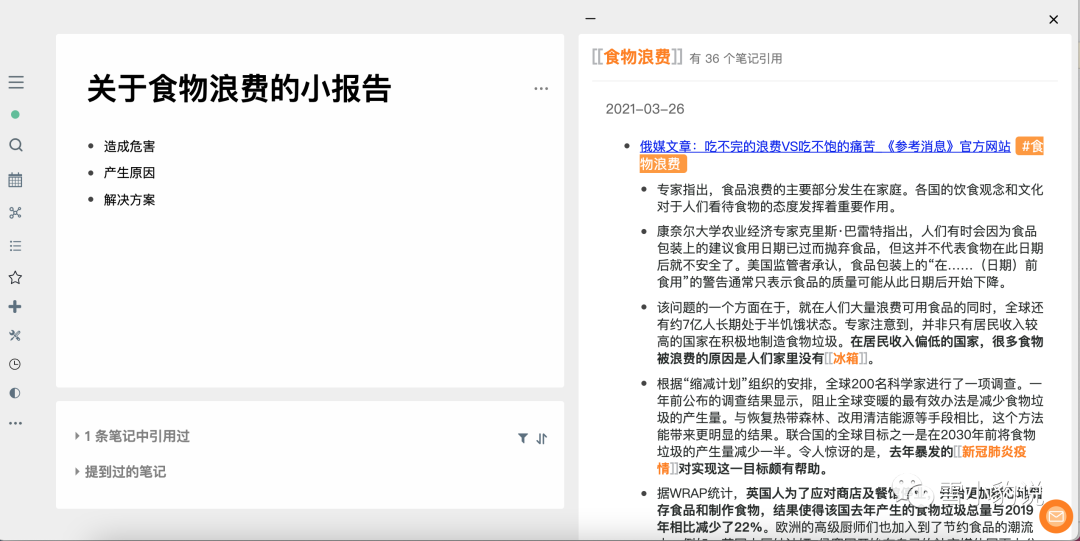 关于食物浪费的小报告
造成危害
产生原因
解决方案
1 条笔记中引用过
提到过的笔记
[[食物浪费]] 有 36 个笔记引用
2021-03-26
俄媒文章：吃不完的浪费VS吃不饱的痛苦_《参考消息》官方网站 #食
物浪费
专家指出，食品浪费的主要部分发生在家庭。各国的饮食观念和文化
对于人们看待食物的态度发挥着重要作用。
康奈尔大学农业经济专家克里斯·巴雷特指出，人们有时会因为食品
包装上的建议食用日期已过而抛弃食品，但这并不代表食物在此日期
后就不安全了。美国监管者承认，食品包装上的“在……（日期）前
食用”的警告通常只表示食品的质量可能从此日期后开始下降。
该问题的一个方面在于，就在人们大量浪费可用食品的同时，全球还
有约7亿人长期处于半饥饿状态。专家注意到，并非只有居民收入较
高的国家在积极地制造食物垃圾。在居民收入偏低的国家，很多食物
被浪费的原因是人们家里没有[[冰箱]]。
根据“缩减计划”组织的安排，全球200名科学家进行了一项调查。一
年前公布的调查结果显示，阻止全球变暖的最有效办法是减少食物垃
圾的产生量。与恢复热带森林、改用清洁能源等手段相比，这个方法
能带来更明显的结果。联合国的全球目标之一是在2030年前将食物
垃圾的产生量减少一半。令人惊讶的是，去年暴发的[[新冠肺炎疫
情]]对实现这一目标颇有帮助。
据WRAP统计，英国人为了应对商店及餐馆
存食品和制作食物，结果使得该国去年产生的食物垃圾总量与2019
年相比减少了22%。欧洲的高级厨师们也加入到了节约食品的潮流